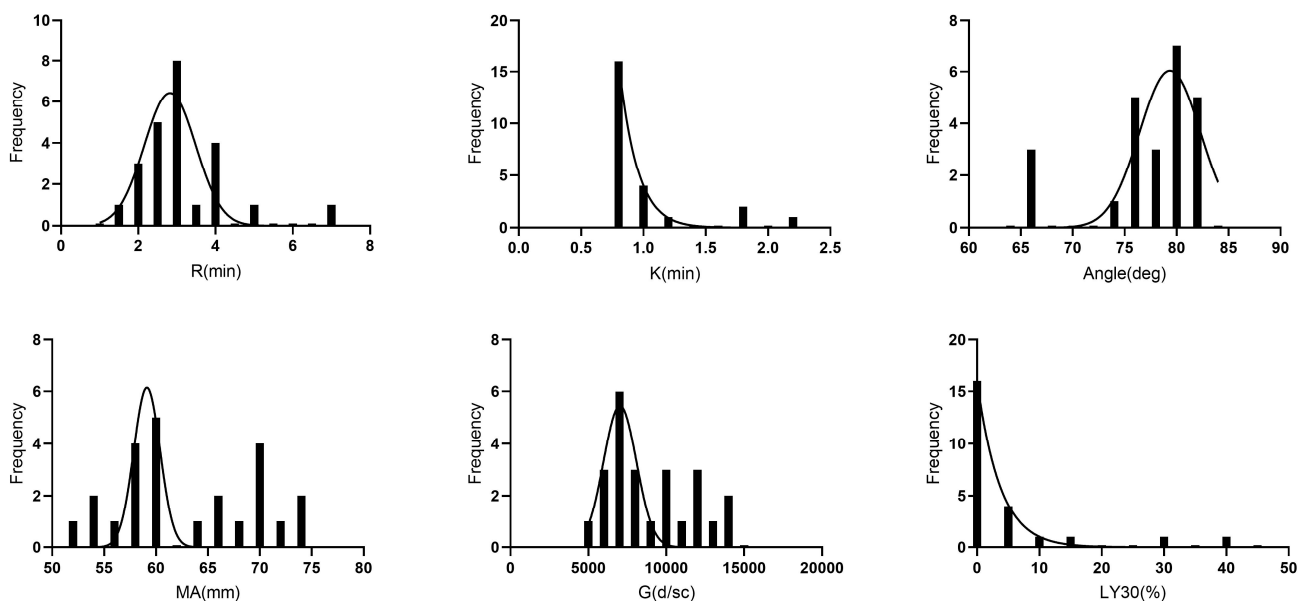 10
8
6
4
2
0
Frequency
0 2 4 6 8
R(min)
20
15
10
5
0
Frequency
0.0 0.5 1.0 1.5 2.0 2.5
K(min)
8
6
4
2
0
Frequency
60 65 70 75 80 85 90
Angle(deg)
8
6
4
2
0
Frequency
50 55 60 65 70 75 80
MA(mm)
8
6
4
2
0
Frequency
0 5000 10000 15000 20000
G(d/sc)
20
15
10
5
0
Frequency
0 10 20 30 40 50
LY30(%)